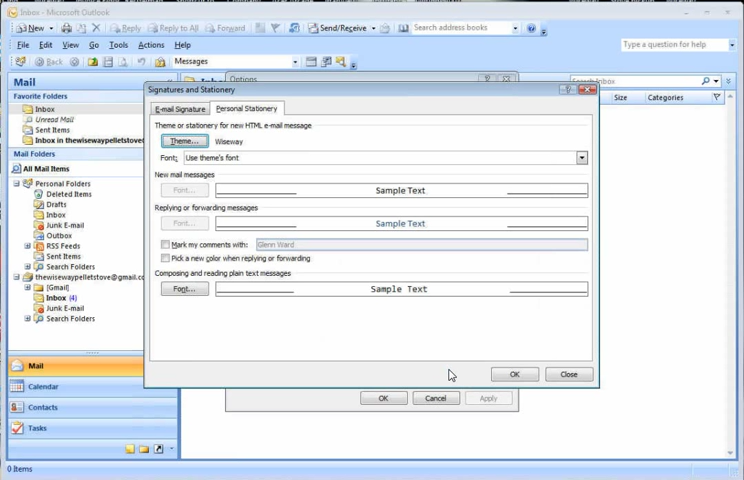 Inbox - Microsoft Outlook
New
Reply
Reply to All
Forward
Send/Receive
Search address books
File Edit View Go Tools Actions Help
Type a question for help
Back
Messages
Mail
Favorite Folders
Inbox
Unread Mail
Sent Items
Inbox in thewisewaypelletstove@
Mail Folders
All Mail Items
Personal Folders
Deleted Items
Drafts
Inbox
Junk E-mail
Outbox
RSS Feeds
Sent Items
Search Folders
thewisewaypelletstove@gmail.co
[Gmail]
Inbox (4)
Junk E-mail
Search Folders
Mail
Calendar
Contacts
Tasks
0 Items
Options
Search Inbox
Size Categories
Signatures and Stationery
E-mail Signature Personal Stationery
Theme or stationery for new HTML e-mail message
Theme... Wiseway
Font: Use theme's font
New mail messages
Font... Sample Text
Replying or forwarding messages
Font... Sample Text
Mark my comments with: Glenn Ward
Pick a new color when replying or forwarding
Composing and reading plain text messages
Font... Sample Text
OK Close
OK Cancel Apply